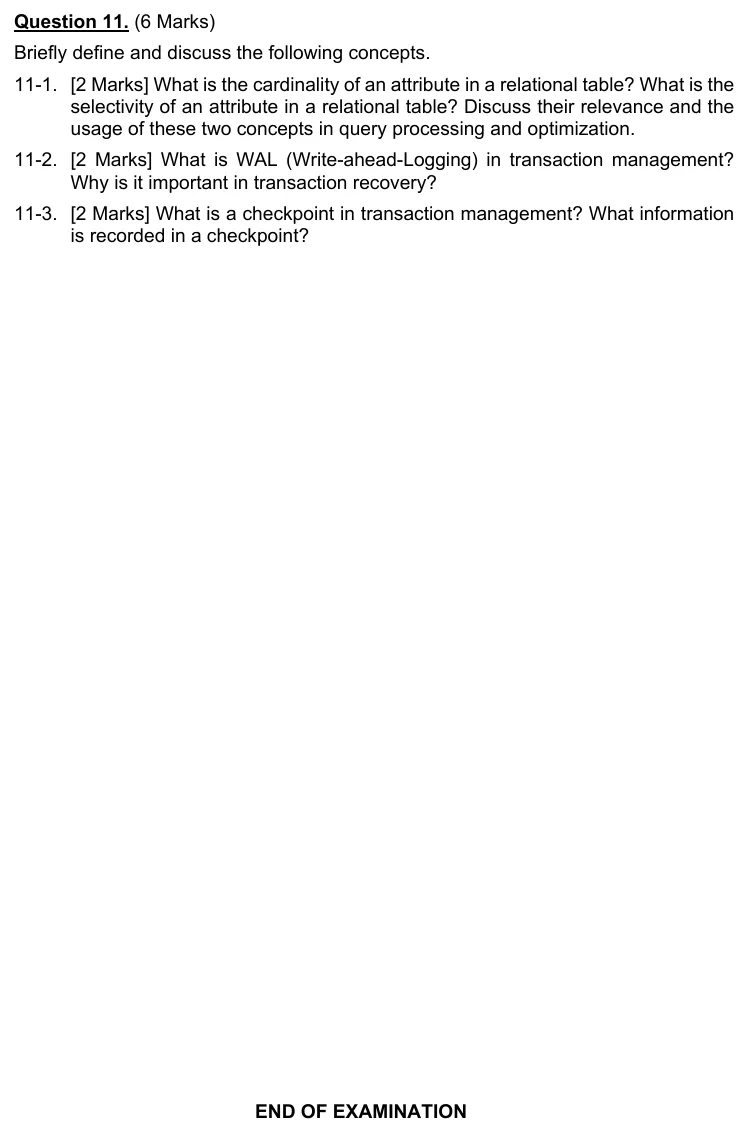 Question 11. (6 Marks)
Briefly define and discuss the following concepts.
11-1. [2 Marks] What is the cardinality of an attribute in a relational table? What is the
selectivity of an attribute in a relational table? Discuss their relevance and the
usage of these two concepts in query processing and optimization.
11-2. [2 Marks] What is WAL (Write-ahead-Logging) in transaction management?
Why is it important in transaction recovery?
11-3. [2 Marks] What is a checkpoint in transaction management? What information
is recorded in a checkpoint?
END OF EXAMINATION